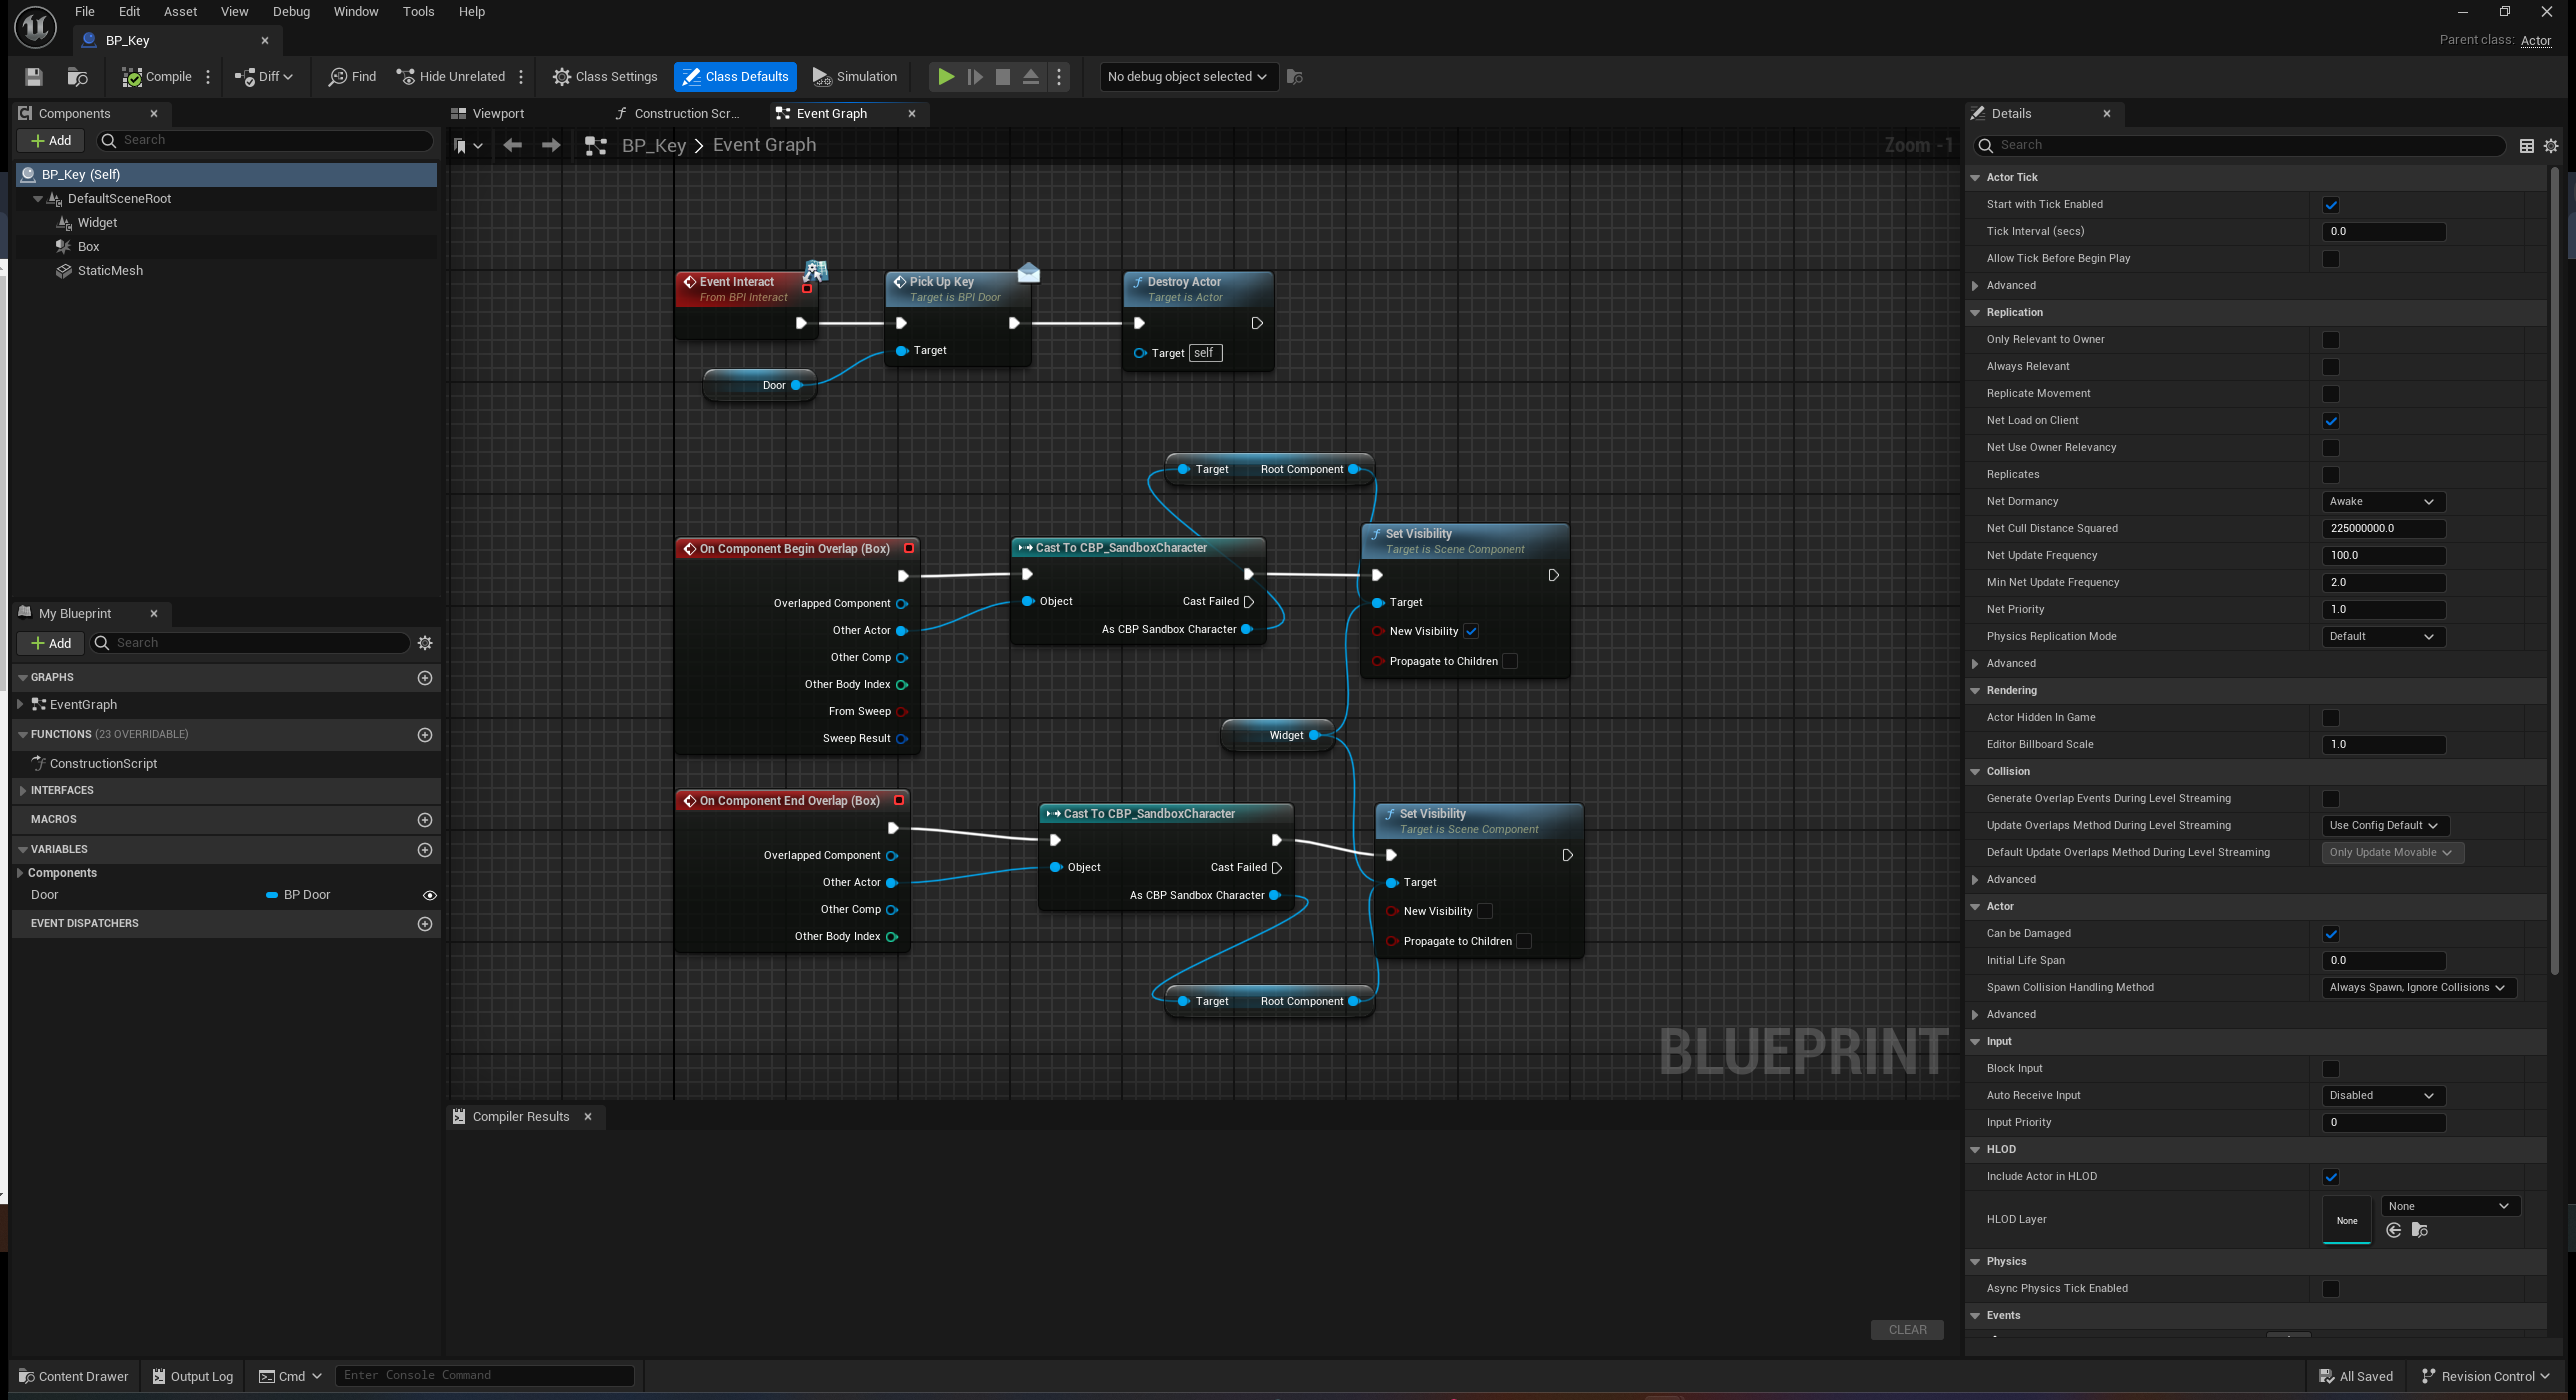 File Edit Asset View Debug Window Tools Help
BP_Key
Parent class: Actor
Compile Diff Find Hide Unrelated Class Settings Class Defaults Simulation No debug object selected
Components
Add Search
BP_Key (Self)
DefaultSceneRoot
Widget
Box
StaticMesh
My Blueprint
Add Search
GRAPHS
EventGraph
FUNCTIONS (23 OVERRIDABLE)
ConstructionScript
INTERFACES
MACROS
VARIABLES
Components
Door BP Door
EVENT DISPATCHERS
Viewport Construction Scr... Event Graph
BP_Key > Event Graph
Zoom -1
Event Interact
From BPI Interact
Pick Up Key
Target is BPI Door
Target
Destroy Actor
Target is Actor
Target self
Door
Target Root Component
On Component Begin Overlap (Box)
Overlapped Component
Other Actor
Other Comp
Other Body Index
From Sweep
Sweep Result
Cast To CBP_SandboxCharacter
Object Cast Failed
As CBP Sandbox Character
Set Visibility
Target is Scene Component
Target
New Visibility
Propagate to Children
Widget
On Component End Overlap (Box)
Overlapped Component
Other Actor
Other Comp
Other Body Index
Cast To CBP_SandboxCharacter
Object Cast Failed
As CBP Sandbox Character
Set Visibility
Target is Scene Component
Target
New Visibility
Propagate to Children
Target Root Component
BLUEPRINT
Compiler Results
CLEAR
Details
Search
Actor Tick
Start with Tick Enabled
Tick Interval (secs) 0.0
Allow Tick Before Begin Play
Advanced
Replication
Only Relevant to Owner
Always Relevant
Replicate Movement
Net Load on Client
Net Use Owner Relevancy
Replicates
Net Dormancy Awake
Net Cull Distance Squared 225000000.0
Net Update Frequency 100.0
Min Net Update Frequency 2.0
Net Priority 1.0
Physics Replication Mode Default
Advanced
Rendering
Actor Hidden In Game
Editor Billboard Scale 1.0
Collision
Generate Overlap Events During Level Streaming
Update Overlaps Method During Level Streaming Use Config Default
Default Update Overlaps Method During Level Streaming Only Update Movable
Advanced
Actor
Can be Damaged
Initial Life Span 0.0
Spawn Collision Handling Method Always Spawn, Ignore Collisions
Advanced
Input
Block Input
Auto Receive Input Disabled
Input Priority 0
HLOD
Include Actor in HLOD
HLOD Layer None None
Physics
Async Physics Tick Enabled
Events
Content Drawer Output Log Cmd Enter Console Command All Saved Revision Control